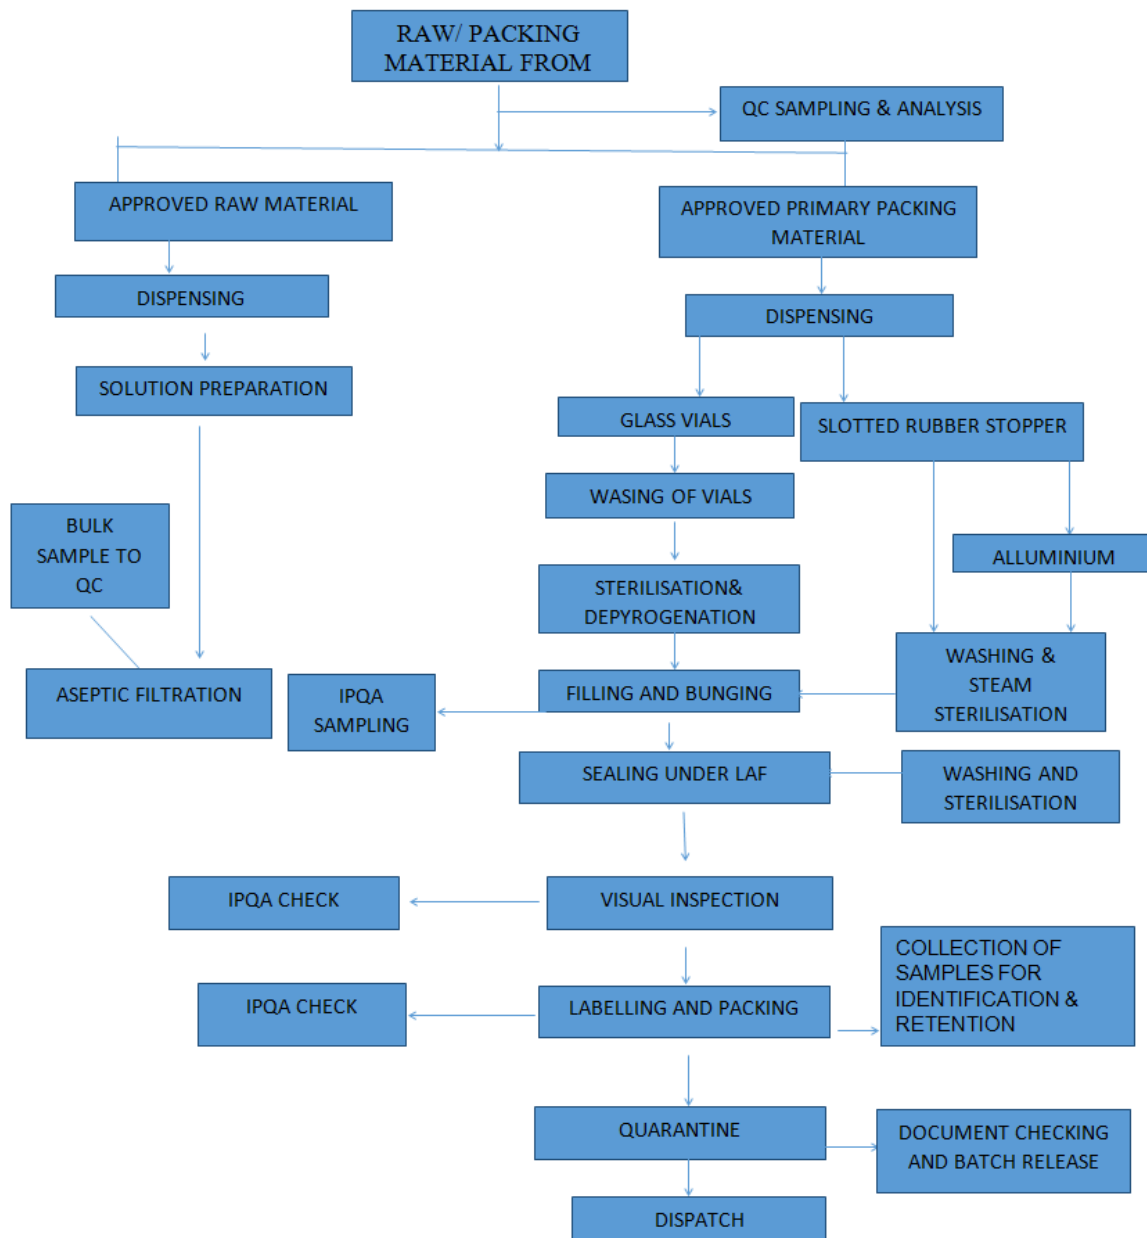 RAW/ PACKING
MATERIAL FROM
QC SAMPLING & ANALYSIS
APPROVED RAW MATERIAL
APPROVED PRIMARY PACKING
MATERIAL
DISPENSING
DISPENSING
SOLUTION PREPARATION
GLASS VIALS
SLOTTED RUBBER STOPPER
WASING OF VIALS
BULK
SAMPLE TO
QC
ALLUMINIUM
STERILISATION&
DEPYROGENATION
WASHING &
STEAM
STERILISATION
ASEPTIC FILTRATION
IPQA
SAMPLING
FILLING AND BUNGING
SEALING UNDER LAF
WASHING AND
STERILISATION
IPQA CHECK
VISUAL INSPECTION
COLLECTION OF
SAMPLES FOR
IDENTIFICATION &
RETENTION
IPQA CHECK
LABELLING AND PACKING
QUARANTINE
DOCUMENT CHECKING
AND BATCH RELEASE
DISPATCH